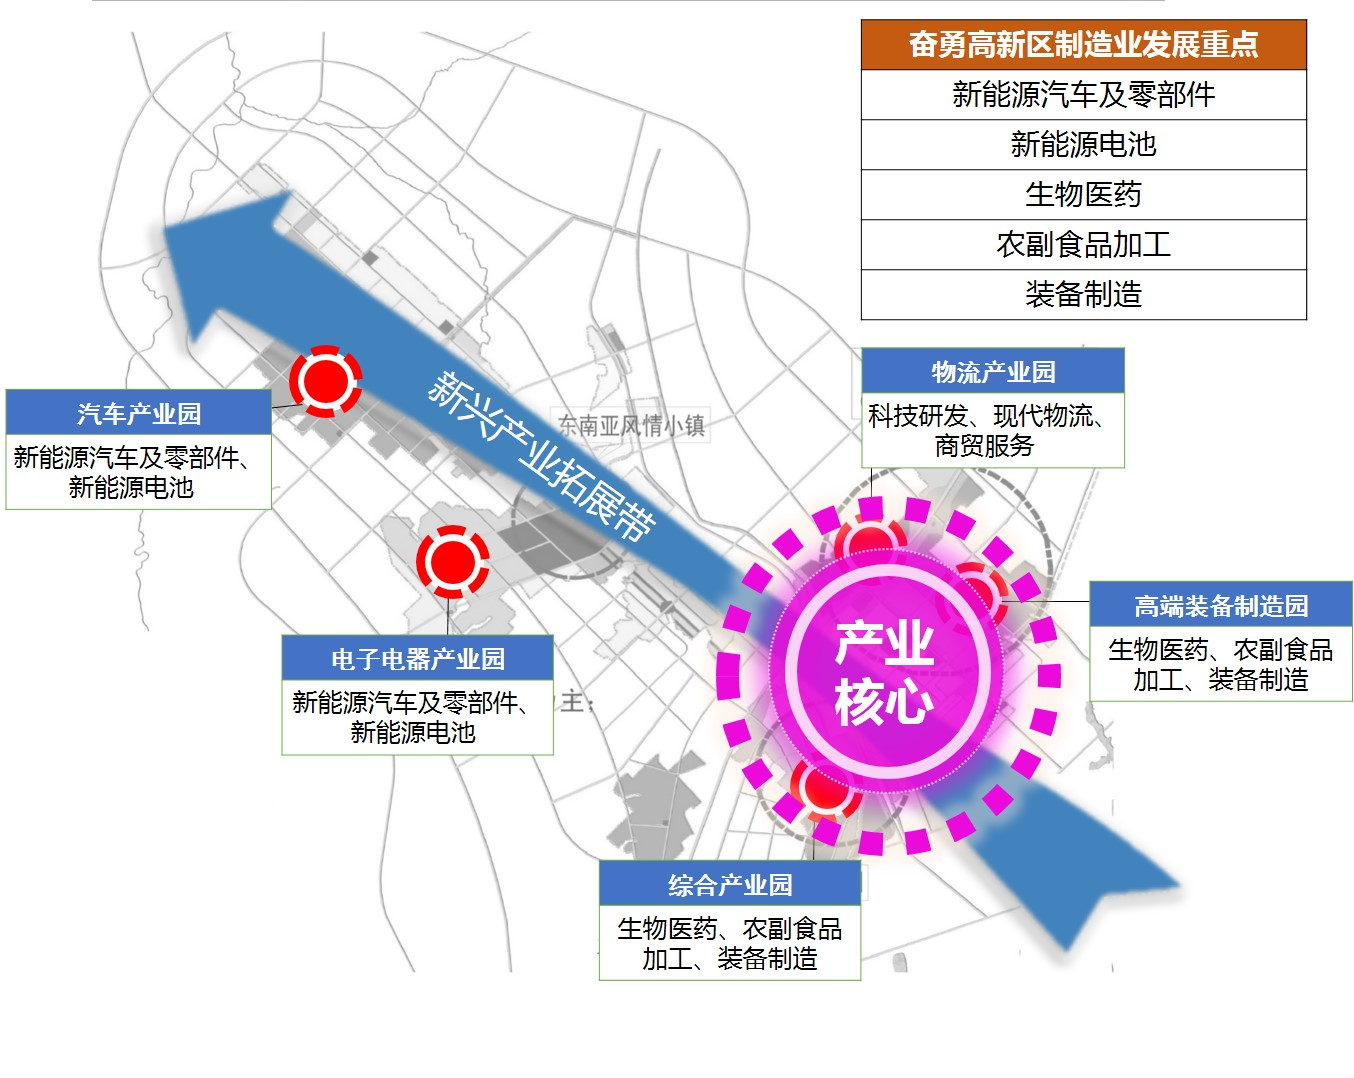 奋勇高新区制造业发展重点
新能源汽车及零部件
新能源电池
生物医药
农副食品加工
装备制造
物流产业园
科技研发、现代物流、
商贸服务
汽车产业园
新能源汽车及零部件、
新能源电池
新兴产业拓展带
东南亚风情小镇
高端装备制造园
生物医药、农副食品
加工、装备制造
产业
核心
电子电器产业园
新能源汽车及零部件、
新能源电池
主：
综合产业园
生物医药、农副食品
加工、装备制造